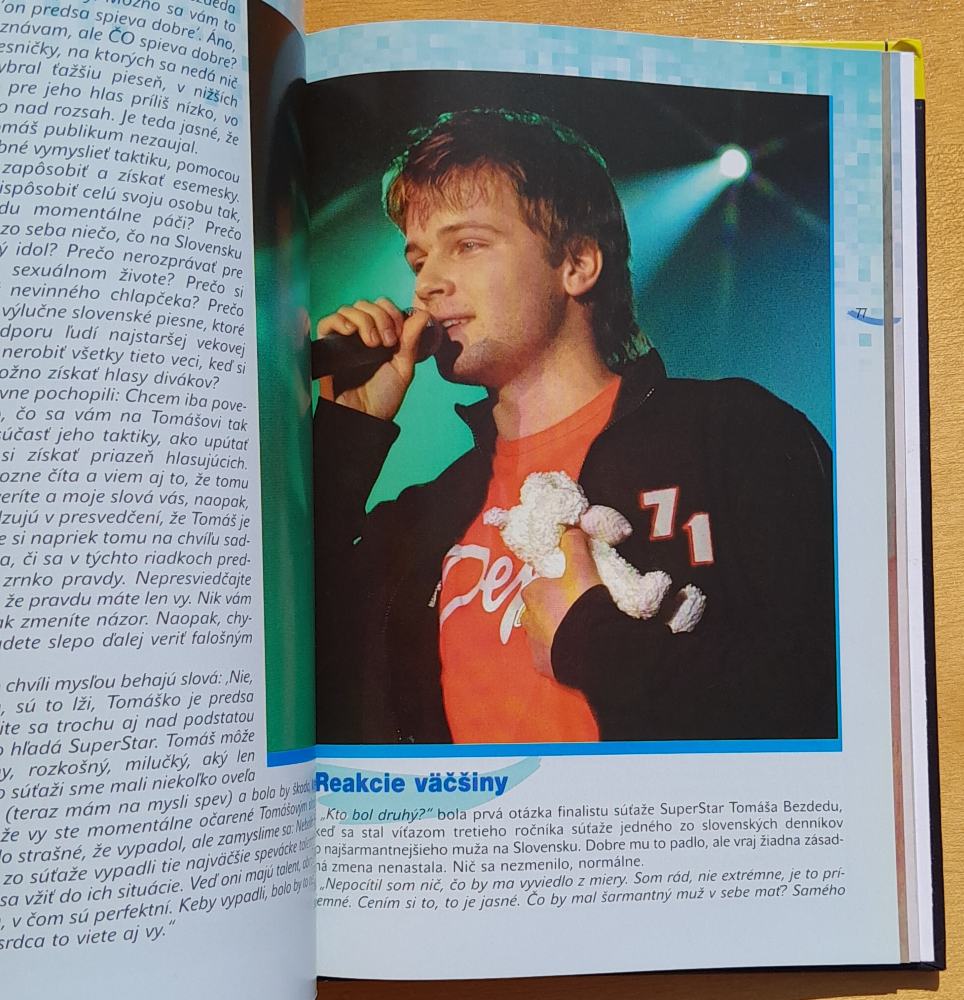 on predsa spieva dobre'. Áno,
znávam, ale ČO spieva dobre?
esničky, na ktorých sa nedá nič
ybral ťažšiu pieseň, v nižších
pre jeho hlas príliš nízko, vo
o nad rozsah. Je teda jasné, že
máš publikum nezaujal.
bné vymyslieť taktiku, pomocou
zapôsobiť a získať esemesky.
ispôsobiť celú svoju osobu tak,
du momentálne páči? Prečo
zo seba niečo, čo na Slovensku
ý idol? Prečo nerozprávať pre
sexuálnom živote? Prečo si
nevinného chlapčeka? Prečo
výlučne slovenské piesne, ktoré
dporu ľudí najstaršej vekovej
nerobiť všetky tieto veci, keď si
ožno získať hlasy divákov?
vne pochopili: Chcem iba pove-
, čo sa vám na Tomášovi tak
súčasť jeho taktiky, ako upútať
si získať priazeň hlasujúcich.
ozne číta a viem aj to, že tomu
veríte a moje slová vás, naopak,
dzujú v presvedčení, že Tomáš je
e si napriek tomu na chvíľu sad-
a, či sa v týchto riadkoch pred-
zrnko pravdy. Nepresviedčajte
že pravdu máte len vy. Nik vám
ak zmeníte názor. Naopak, chy-
udete slepo ďalej veriť falošným
chvíli mysľou behajú slová: ‚Nie,
, sú to lži, Tomáško je predsa
ite sa trochu aj nad podstatou
o hľadá SuperStar. Tomáš môže
y, rozkošný, milučký, aký len
o súťaži sme mali niekoľko oveľa
(teraz mám na mysli spev) a bola by škoda,
že vy ste momentálne očarené Tomášovým
lo strašné, že vypadol, ale zamyslime sa:
zo súťaže vypadli tie najväčšie spevácke
sa vžiť do ich situácie. Veď oni majú talent,
, v čom sú perfektní. Keby vypadli, bolo by to
srdca to viete aj vy."
77
71
Reakcie väčšiny
„Kto bol druhý?" bola prvá otázka finalistu súťaže SuperStar Tomáša Bezdedu,
keď sa stal víťazom tretieho ročníka súťaže jedného zo slovenských denníkov
o najšarmantnejšieho muža na Slovensku. Dobre mu to padlo, ale vraj žiadna zásad-
ná zmena nenastala. Nič sa nezmenilo, normálne.
„Nepocítil som nič, čo by ma vyviedlo z miery. Som rád, nie extrémne, je to prí-
jemné. Cením si to, to je jasné. Čo by mal šarmantný muž v sebe mať? Samého